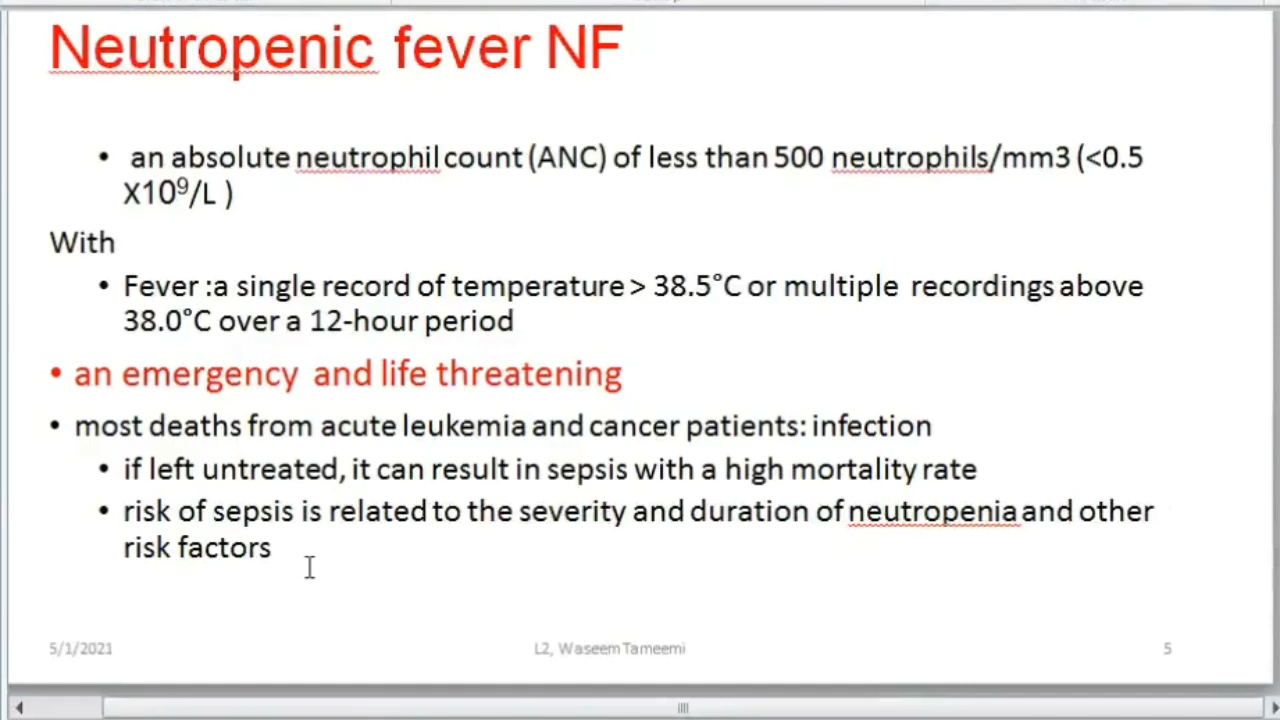 Neutropenic fever NF
• an absolute neutrophil count (ANC) of less than 500 neutrophils/mm3 (<0.5
X10⁹/L )
With
• Fever :a single record of temperature > 38.5°C or multiple recordings above
38.0°C over a 12-hour period
• an emergency and life threatening
• most deaths from acute leukemia and cancer patients: infection
• if left untreated, it can result in sepsis with a high mortality rate
• risk of sepsis is related to the severity and duration of neutropenia and other
risk factors
5/1/2021
L2, Waseem Tameemi
5